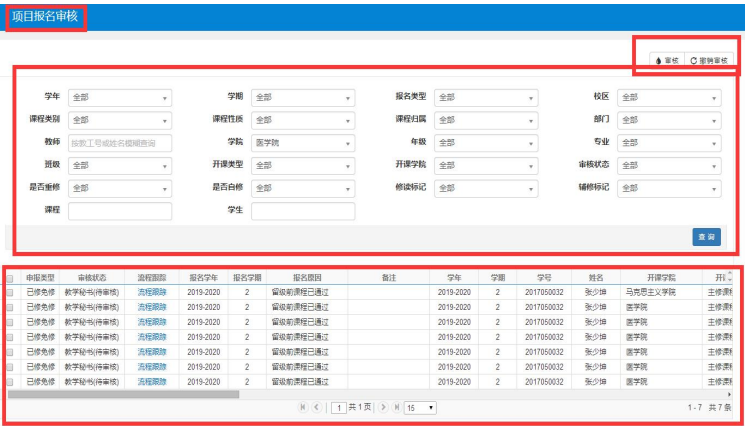 项目报名审核
审核 撤销审核
学年 全部 学期 全部 报名类型 全部 校区 全部
课程类别 全部 课程性质 全部 课程归属 全部 部门 全部
教师 按教工号或姓名模糊查询 学院 医学院 年级 全部 专业 全部
班级 全部 开课类型 全部 开课学院 全部 审核状态 全部
是否重修 全部 是否自修 全部 修读标记 全部 辅修标记 全部
课程 学生
查询
申报类型 审核状态 流程跟踪 报名学年 报名学期 报名原因 备注 学年 学期 学号 姓名 开课学院
已修免修 教学秘书(待审核) 流程跟踪 2019-2020 2 留级前课程已通过 2019-2020 2 2017050032 张少坤 马克思主义学院 主修课
已修免修 教学秘书(待审核) 流程跟踪 2019-2020 2 留级前课程已通过 2019-2020 2 2017050032 张少坤 医学院 主修课
已修免修 教学秘书(待审核) 流程跟踪 2019-2020 2 留级前课程已通过 2019-2020 2 2017050032 张少坤 医学院 主修课
已修免修 教学秘书(待审核) 流程跟踪 2019-2020 2 留级前课程已通过 2019-2020 2 2017050032 张少坤 医学院 主修课
已修免修 教学秘书(待审核) 流程跟踪 2019-2020 2 留级前课程已通过 2019-2020 2 2017050032 张少坤 医学院 主修课
已修免修 教学秘书(待审核) 流程跟踪 2019-2020 2 留级前课程已通过 2019-2020 2 2017050032 张少坤 医学院 主修课
已修免修 教学秘书(待审核) 流程跟踪 2019-2020 2 留级前课程已通过 2019-2020 2 2017050032 张少坤 医学院 主修课
1 共1页 15 1-7 共7条